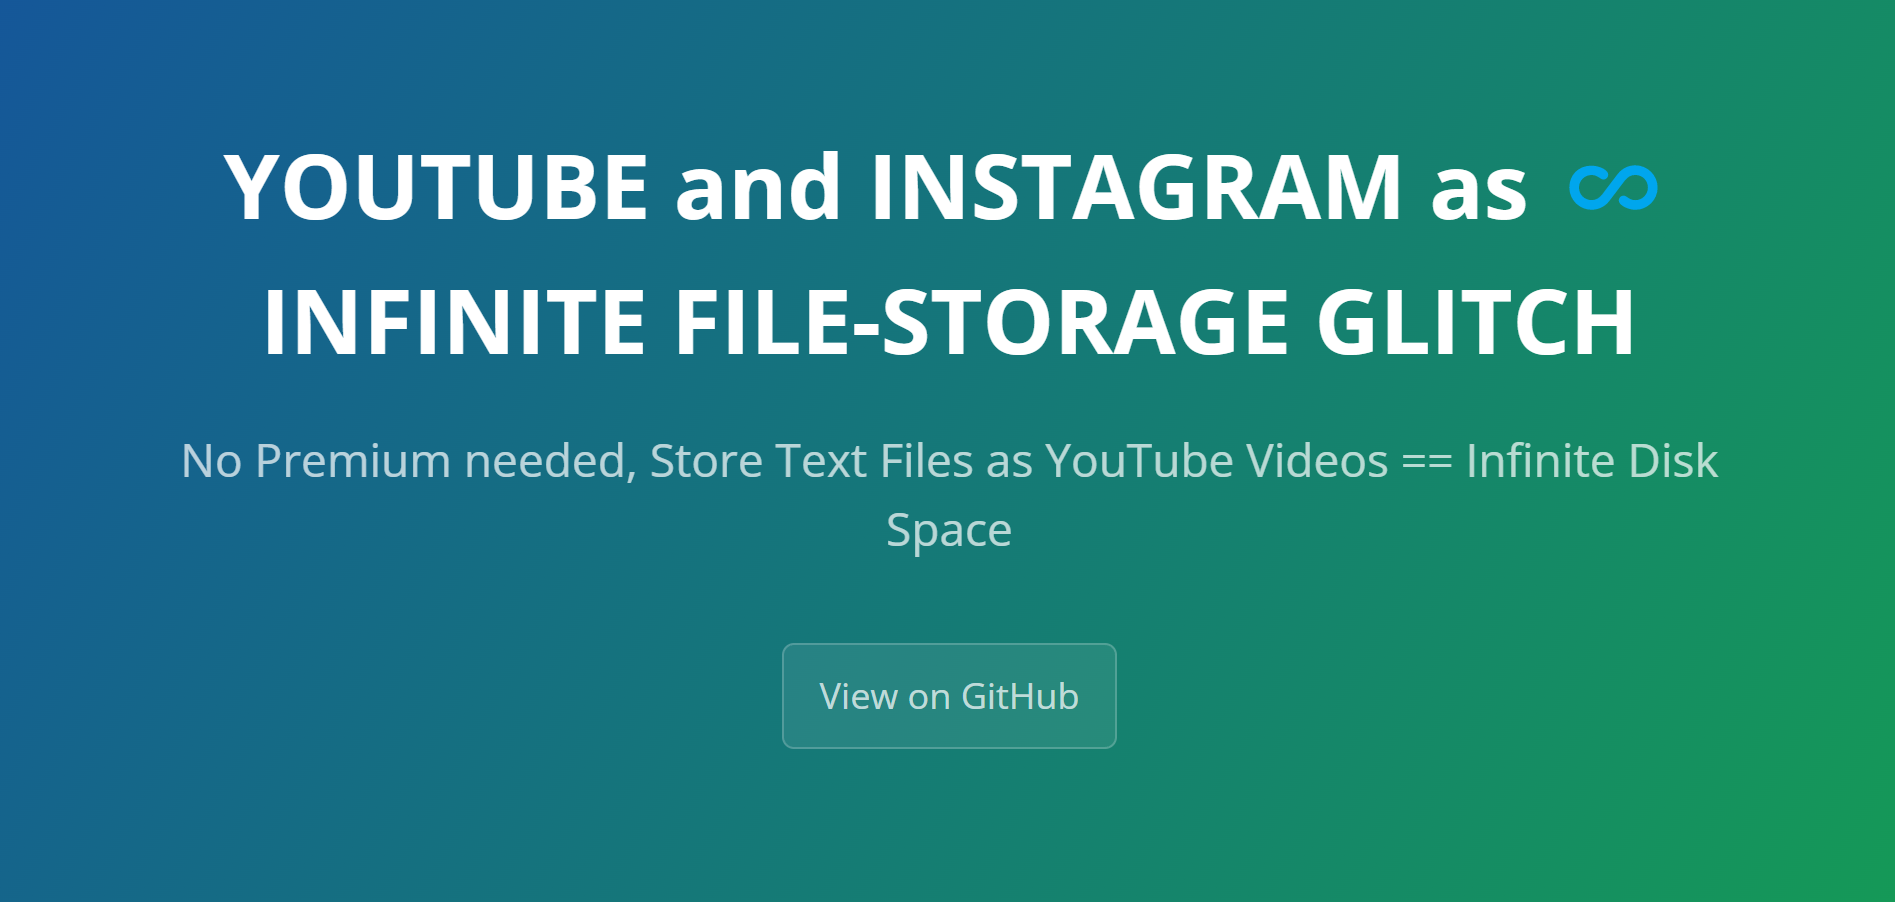 YOUTUBE and INSTAGRAM as ∞
INFINITE FILE-STORAGE GLITCH
No Premium needed, Store Text Files as YouTube Videos == Infinite Disk
Space
View on GitHub